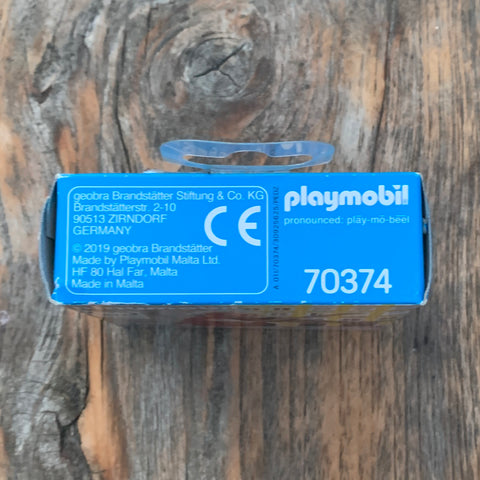 geobra Brandstätter Stiftung & Co. KG
Brandstätterstr. 2-10
90513 ZIRNDORF
GERMANY
© 2019 geobra Brandstätter
Made by Playmobil Malta Ltd.
HF 80 Hal Far, Malta
Made in Malta
CE
playmobil
pronounced: pläy-mō-bēēl
70374